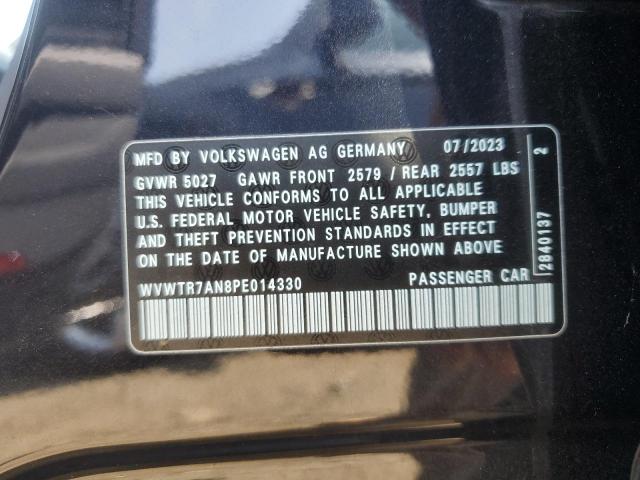 MFD BY VOLKSWAGEN AG GERMANY 07/2023
GVWR 5027 GAWR FRONT 2579 / REAR 2557 LBS
THIS VEHICLE CONFORMS TO ALL APPLICABLE
U.S. FEDERAL MOTOR VEHICLE SAFETY, BUMPER
AND THEFT PREVENTION STANDARDS IN EFFECT
ON THE DATE OF MANUFACTURE SHOWN ABOVE
WVWTR7AN8PE014330 PASSENGER CAR
2840137 2